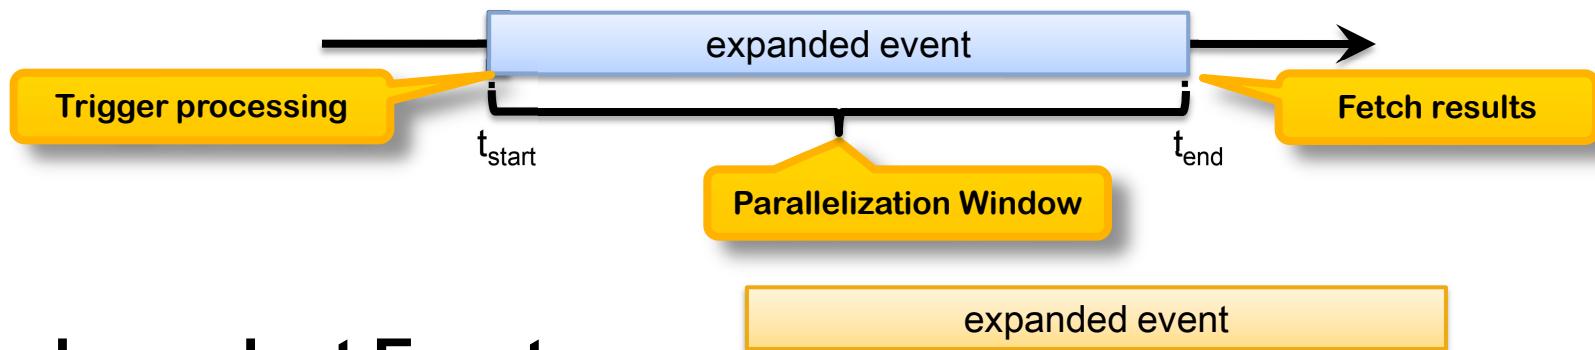 expanded event
Trigger processing
Fetch results
tstart
tend
Parallelization Window
expanded event